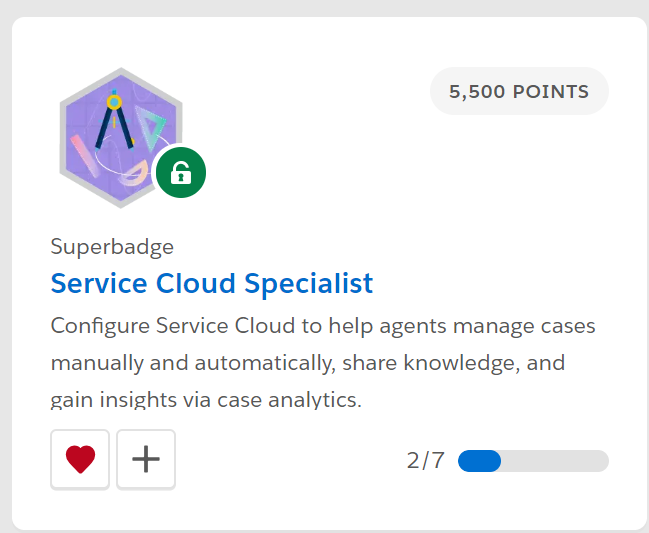 5,500 POINTS
Superbadge
Service Cloud Specialist
Configure Service Cloud to help agents manage cases
manually and automatically, share knowledge, and
gain insights via case analytics.
2/7